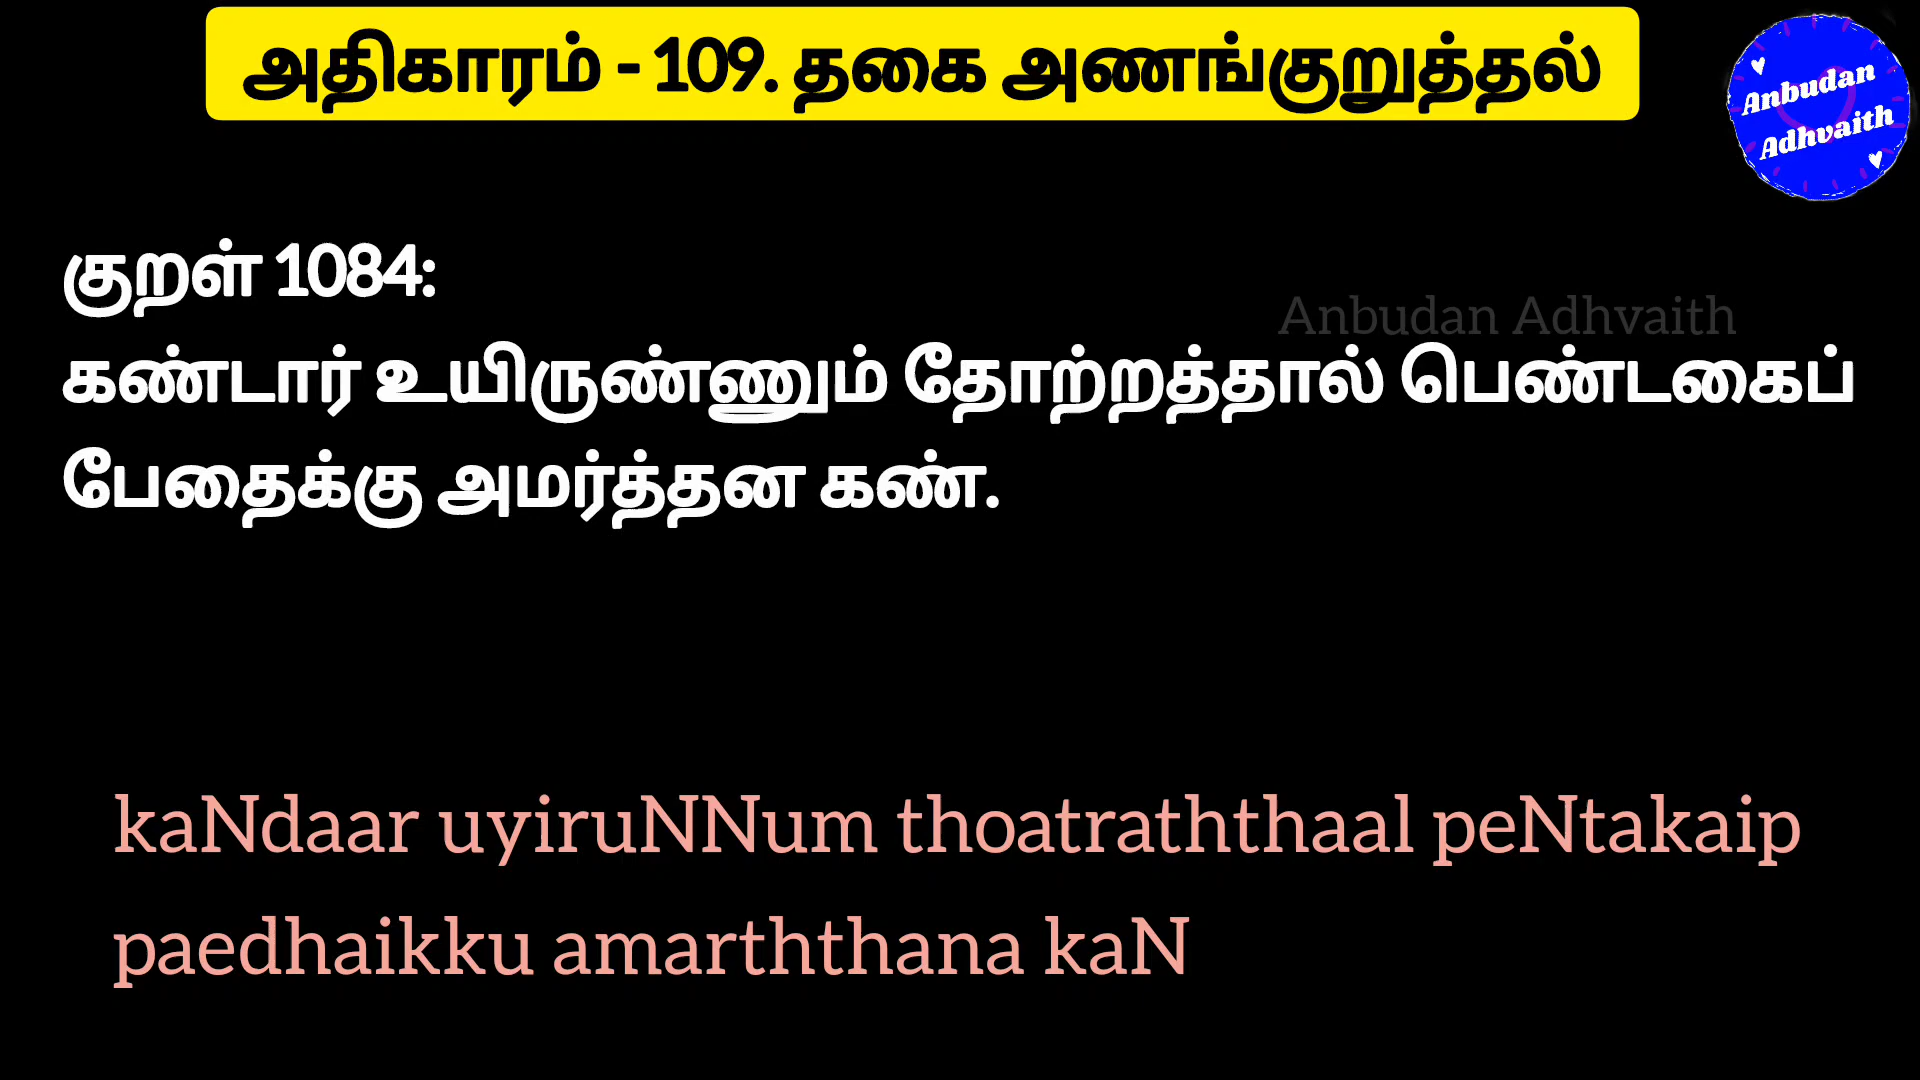 அதிகாரம் - 109. தகை அணங்குறுத்தல்
Anbudan
Adhvaith
குறள் 1084:
Anbudan Adhvaith
கண்டார் உயிருண்ணும் தோற்றத்தால் பெண்டகைப்
பேதைக்கு அமர்த்தன கண்.
kaNdaar uyiruNNum thoatraththaal peNtakaip
paedhaikku amarththana kaN